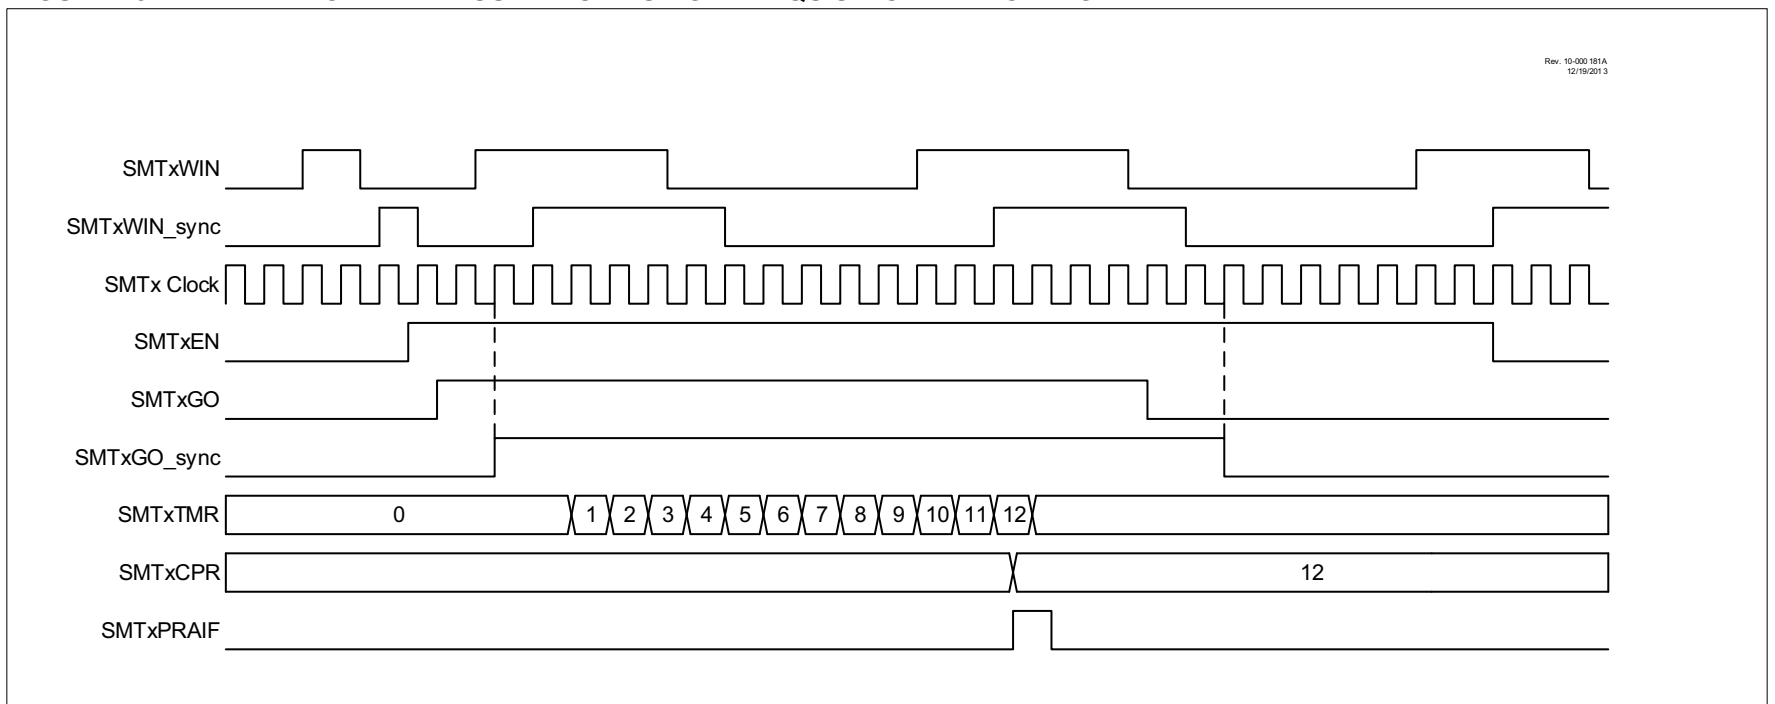 Rev. 10-000 181A
12/19/201 3
SMTxWIN
SMTxWIN_sync
SMTx Clock
SMTxEN
SMTxGO
SMTxGO_sync
SMTxTMR 0 1 2 3 4 5 6 7 8 9 10 11 12
SMTxCPR 12
SMTxPRAIF